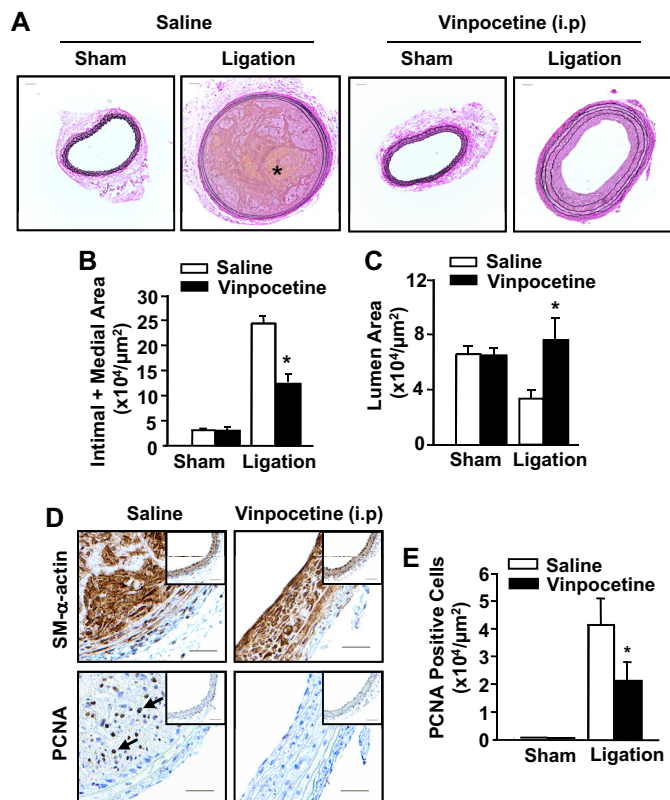 A
Saline
Vinpocetine (i.p)
Sham
Ligation
Sham
Ligation
*
B
Saline
Vinpocetine
Intimal + Medial Area
(x10⁴/μm²)
30
25
20
15
10
5
0
*
Sham
Ligation
C
Saline
Vinpocetine
Lumen Area
(x10⁴/μm²)
12
8
4
0
*
Sham
Ligation
D
Saline
Vinpocetine (i.p)
SM-α-actin
PCNA
E
Saline
Vinpocetine
PCNA Positive Cells
(x10⁴/μm²)
6
5
4
3
2
1
0
*
Sham
Ligation